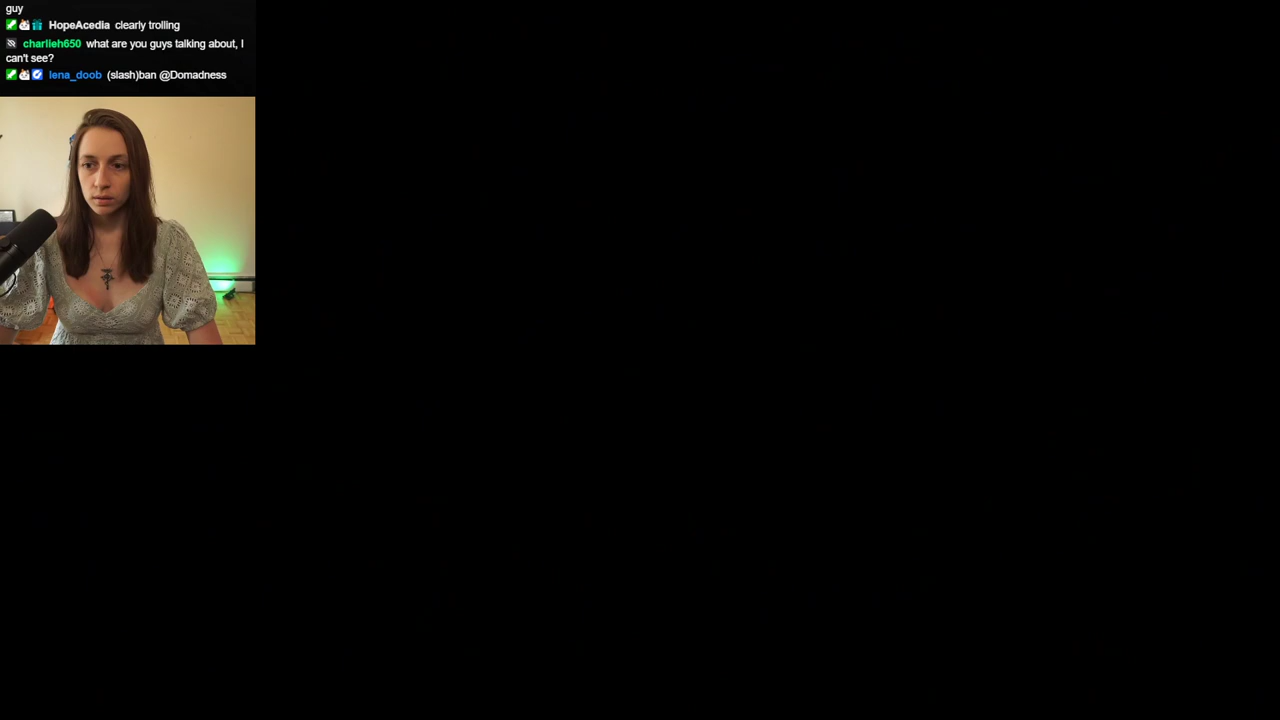 guy
HopeAcedia clearly trolling
charlieh650 what are you guys talking about, I
can't see?
lena_doob (slash)ban @Domadness